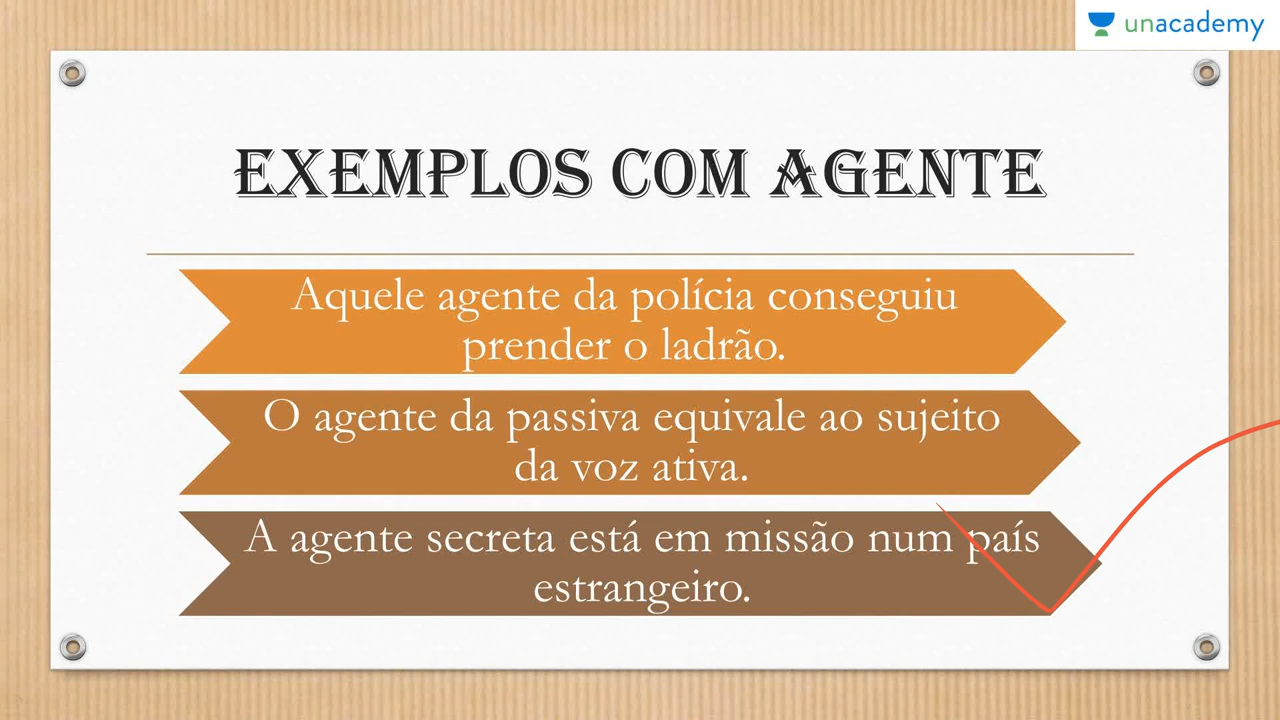 unacademy
EXEMPLOS COM AGENTE
Aquele agente da polícia conseguiu
prender o ladrão.
O agente da passiva equivale ao sujeito
da voz ativa.
A agente secreta está em missão num país
estrangeiro.